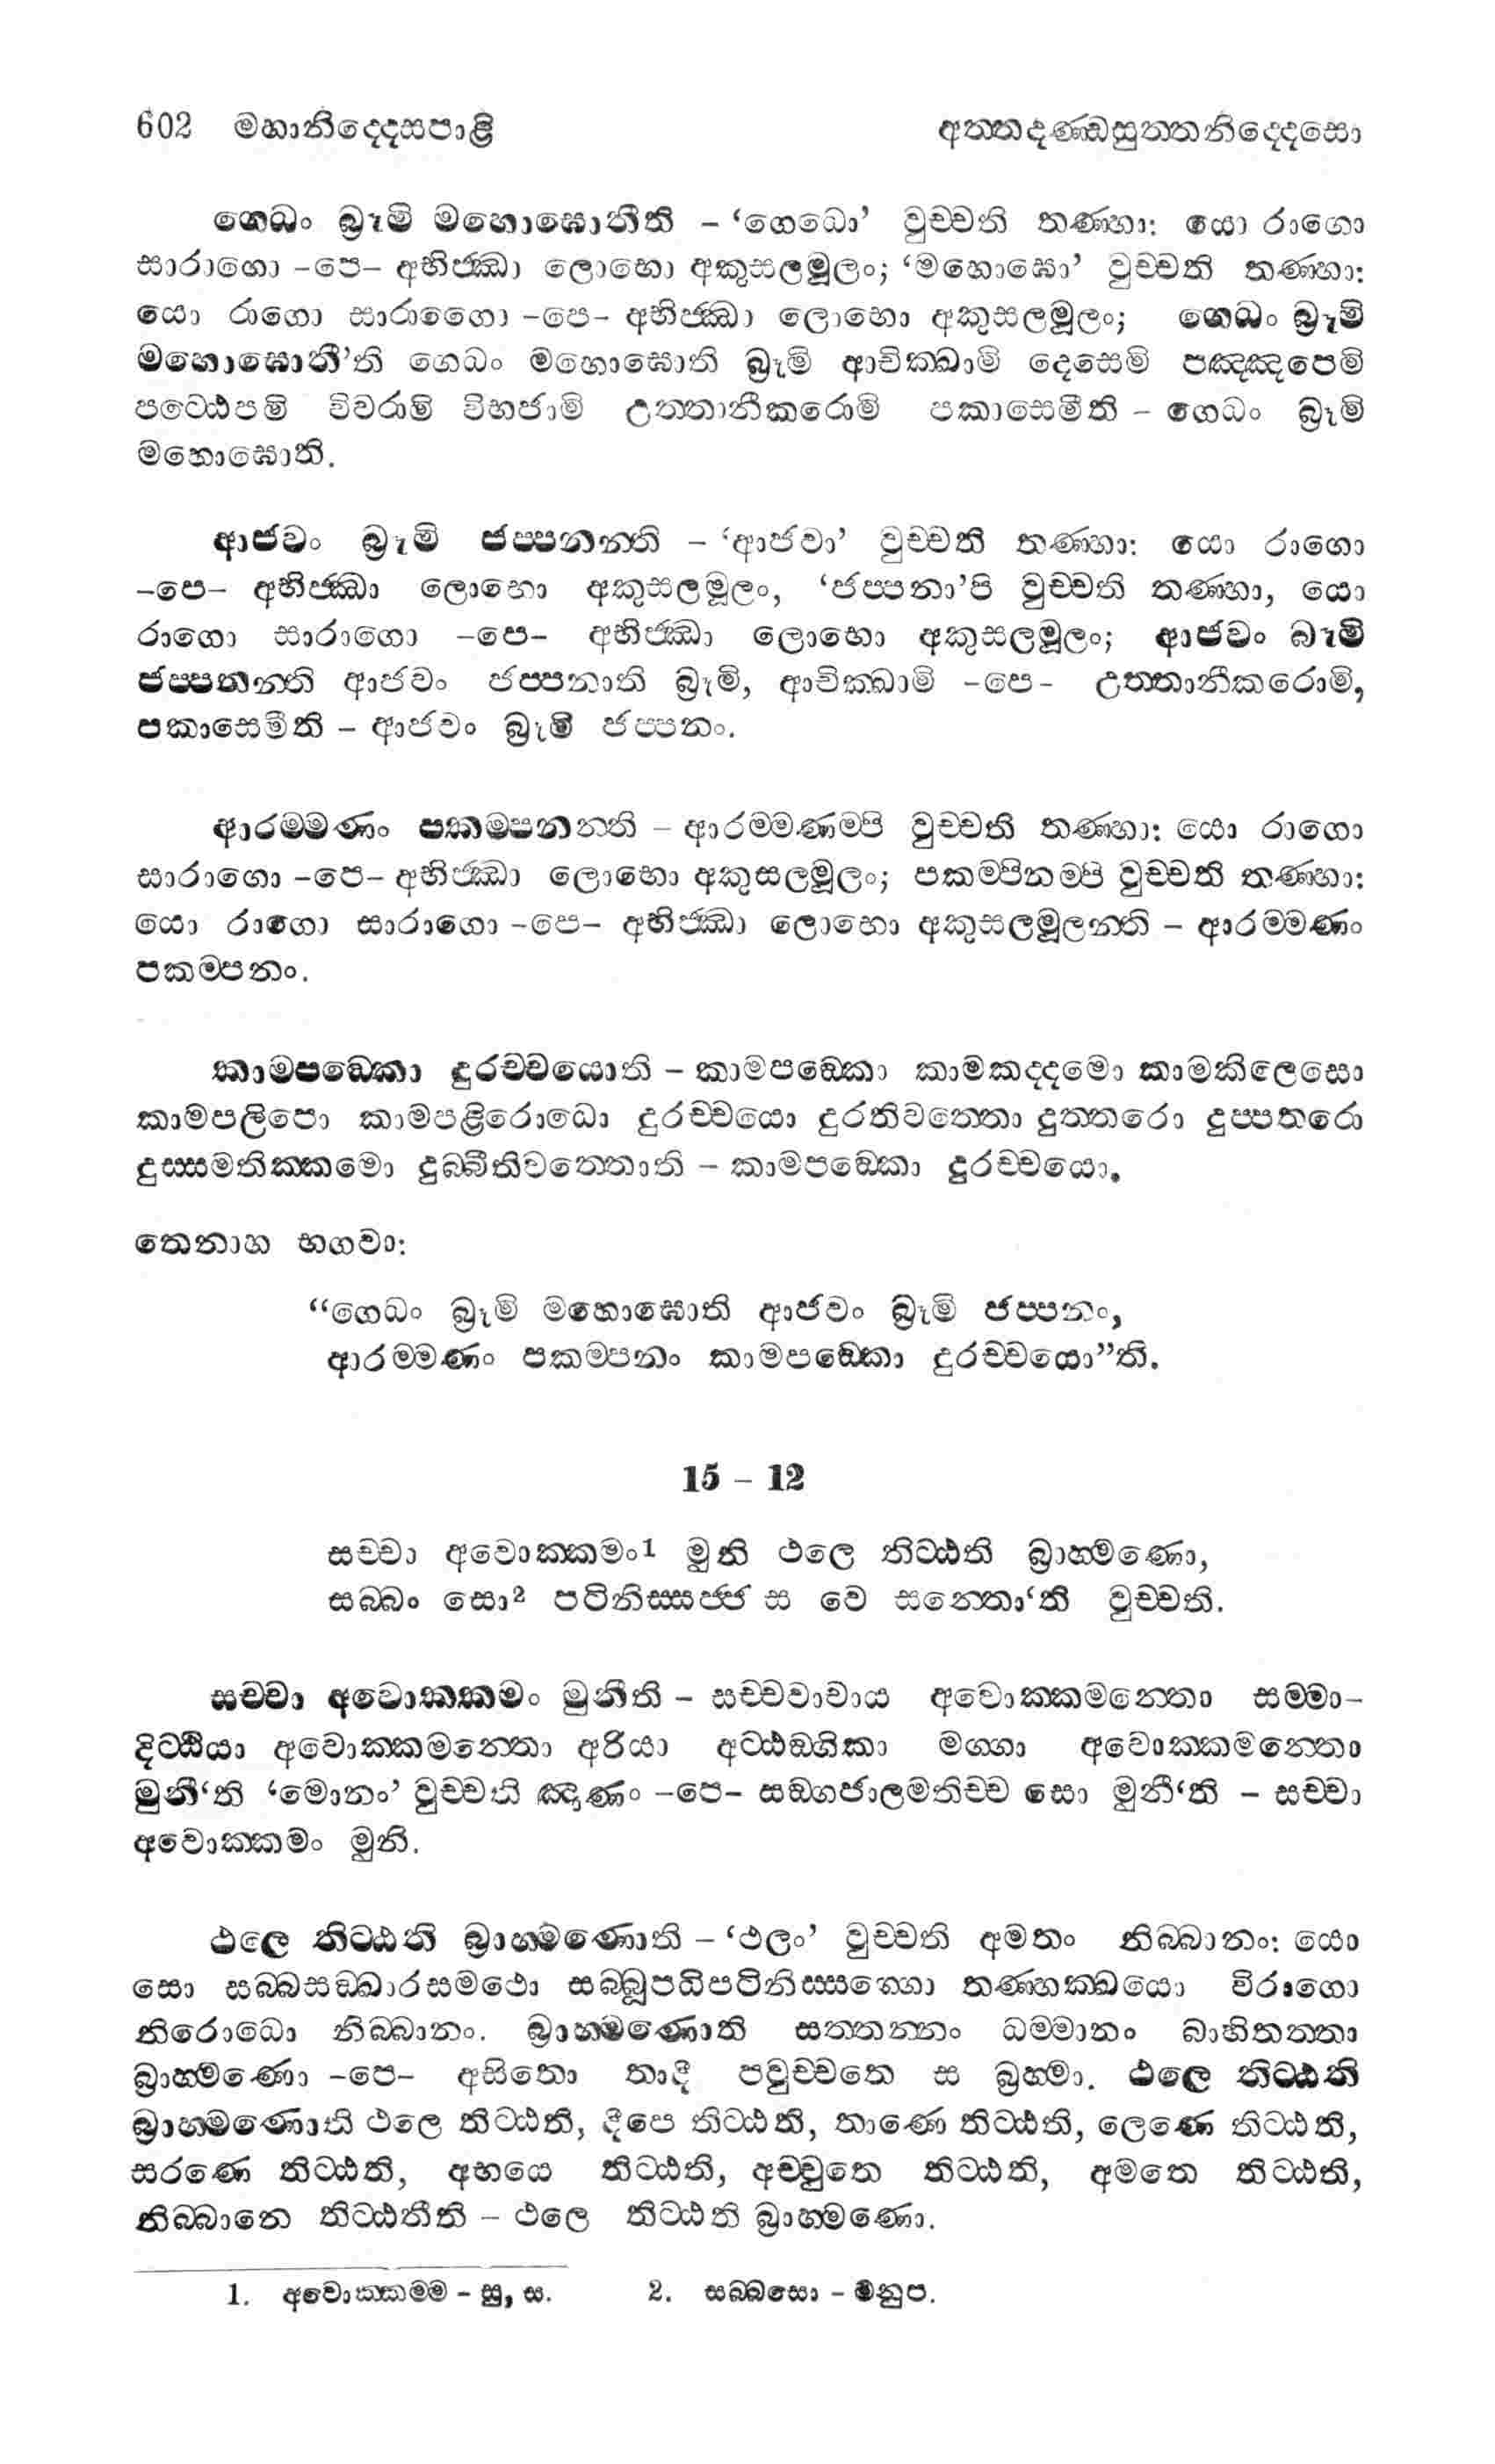 602 මහානිද්දෙසපාළි අත්තදණ්ඩසුත්තනිද්දෙසො
ගෙධං බ්‍රූමි මහොඝොතීති – ‘ගෙධො’ වුච්චති තණ්හා: යො රාගො
සාරාගො –පෙ– අභිජ්ඣා ලොභො අකුසලමූලං; ‘මහොඝො’ වුච්චති තණ්හා:
යො රාගො සාරාගො –පෙ– අභිජ්ඣා ලොභො අකුසලමූලං; ගෙධං බ්‍රූමි
මහොඝොතී’ති ගෙධං මහොඝොති බ්‍රූමි ආචික්ඛාමි දෙසෙමි පඤ්ඤපෙමි
පට්ඨපෙමි විවරාමි විභජාමි උත්තානීකරොමි පකාසෙමීති – ගෙධං බ්‍රූමි
මහොඝොති.
ආජවං බ්‍රූමි ජප්පනන්ති – ‘ආජවා’ වුච්චති තණ්හා: යො රාගො
–පෙ– අභිජ්ඣා ලොභො අකුසලමූලං, ‘ජප්පනා’පි වුච්චති තණ්හා, යො
රාගො සාරාගො –පෙ– අභිජ්ඣා ලොභො අකුසලමූලං; ආජවං බ්‍රූමි
ජප්පනන්ති ආජවං ජප්පනාති බ්‍රූමි, ආචික්ඛාමි –පෙ– උත්තානීකරොමි,
පකාසෙමීති – ආජවං බ්‍රූමි ජප්පනං.
ආරම්මණං පකම්පනන්ති – ආරම්මණම්පි වුච්චති තණ්හා: යො රාගො
සාරාගො –පෙ– අභිජ්ඣා ලොභො අකුසලමූලං; පකම්පිනම්පි වුච්චති තණ්හා:
යො රාගො සාරාගො –පෙ– අභිජ්ඣා ලොභො අකුසලමූලන්ති – ආරම්මණං
පකම්පනං.
කාමපඞ්කො දුරච්චයොති – කාමපඞ්කො කාමකද්දමො කාමකිලෙසො
කාමපලිපො කාමපළිරොධො දුරච්චයො දුරතිවත්තො දුත්තරො දුප්පතරො
දුස්සමතික්කමො දුබ්බීතිවත්තොති – කාමපඞ්කො දුරච්චයො.
තෙනාහ භගවා:
“ගෙධං බ්‍රූමි මහොඝොති ආජවං බ්‍රූමි ජප්පනං,
ආරම්මණං පකම්පනං කාමපඞ්කො දුරච්චයො”ති.
15 – 12
සච්චා අවොක්කමං1 මුනි ථලෙ තිට්ඨති බ්‍රාහ්මණො,
සබ්බං සො2 පටිනිස්සජ්ජ ස වෙ සන්තො‘ති වුච්චති.
සච්චා අවොක්කමං මුනීති – සච්චවාචාය අවොක්කමන්තො සම්මා-
දිට්ඨියා අවොක්කමන්තො අරියා අට්ඨඞ්ගිකා මග්ගා අවොක්කමන්තො
මුනී‘ති ‘මොනං’ වුච්චති ඤාණං –පෙ– සඞ්ගජාලමතිච්ච සො මුනී‘ති – සච්චා
අවොක්කමං මුනි.
ථලෙ තිට්ඨති බ්‍රාහ්මණොති – ‘ථලං’ වුච්චති අමතං නිබ්බානං: යො
සො සබ්බසඞ්ඛාරසමථො සබ්බූපධිපටිනිස්සග්ගො තණ්හක්ඛයො විරාගො
නිරොධො නිබ්බානං. බ්‍රාහ්මණොති සත්තන්නං ධම්මානං බාහිතත්තා
බ්‍රාහ්මණො –පෙ– අසිතො තාදී පවුච්චතෙ ස බ්‍රහ්මා. ථලෙ තිට්ඨති
බ්‍රාහ්මණොති ථලෙ තිට්ඨති, දීපෙ තිට්ඨති, තාණෙ තිට්ඨති, ලෙණෙ තිට්ඨති,
සරණෙ තිට්ඨති, අභයෙ තිට්ඨති, අච්චුතෙ තිට්ඨති, අමතෙ තිට්ඨති,
නිබ්බානෙ තිට්ඨතීති – ථලෙ තිට්ඨති බ්‍රාහ්මණො.
1. අවොක්කම්ම – සු, ස. 2. සබ්බසො – මනුප.